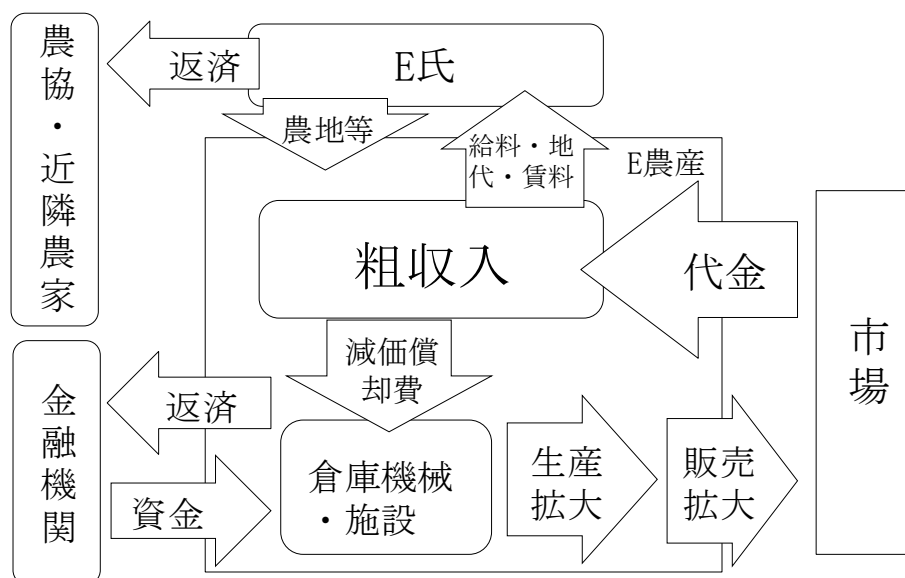 農協・近隣農家
返済
E氏
農地等
給料・地
代・賃料
E農産
粗収入
代金
市場
減価償
却費
金融機関
返済
資金
倉庫機械
・施設
生産
拡大
販売
拡大